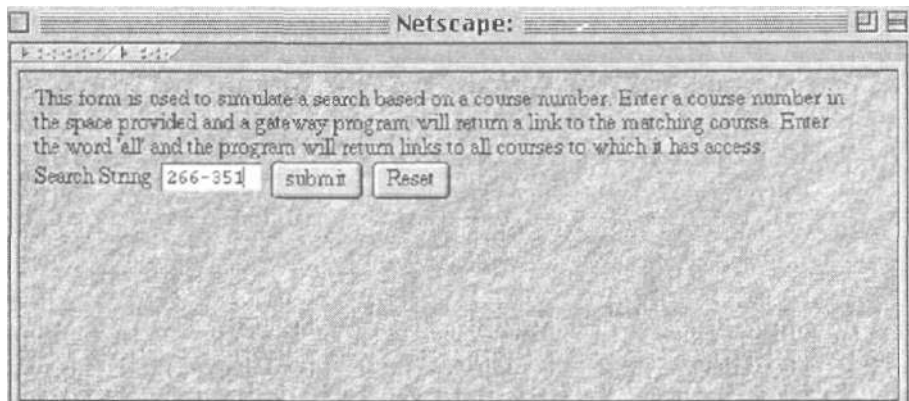 Netscape:
This form is used to simulate a search based on a course number. Enter a course number in
the space provided and a gateway program will return a link to the matching course. Enter
the word 'all' and the program will return links to all courses to which it has access.
Search String 266-351 submit Reset